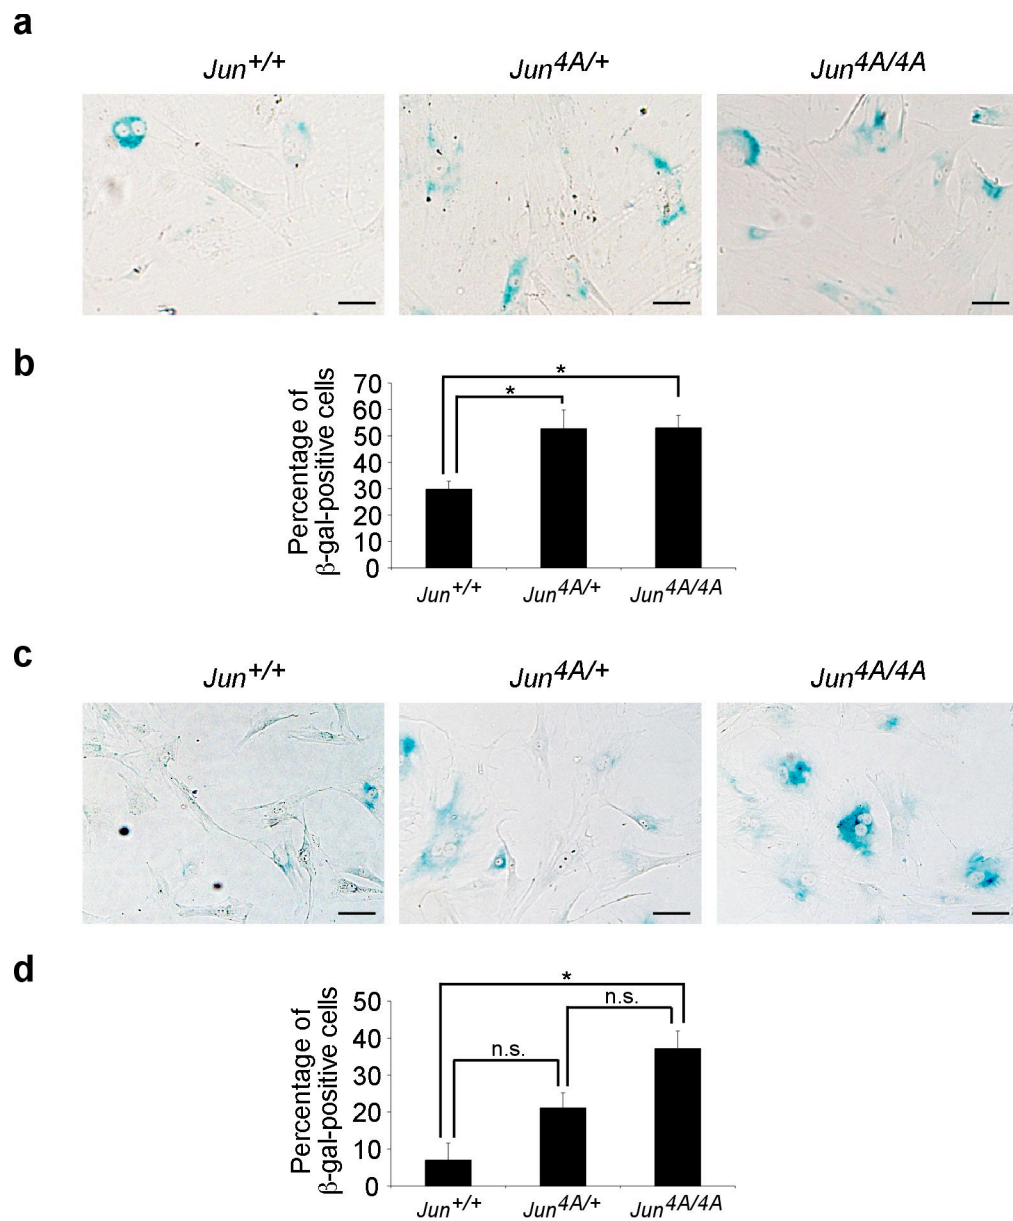 a
Jun+/+ Jun4A/+ Jun4A/4A
b
Percentage of
β-gal-positive cells
70
60
50
40
30
20
10
0
*
*
Jun+/+ Jun4A/+ Jun4A/4A
c
Jun+/+ Jun4A/+ Jun4A/4A
d
Percentage of
β-gal-positive cells
50
40
30
20
10
0
*
n.s.
n.s.
Jun+/+ Jun4A/+ Jun4A/4A